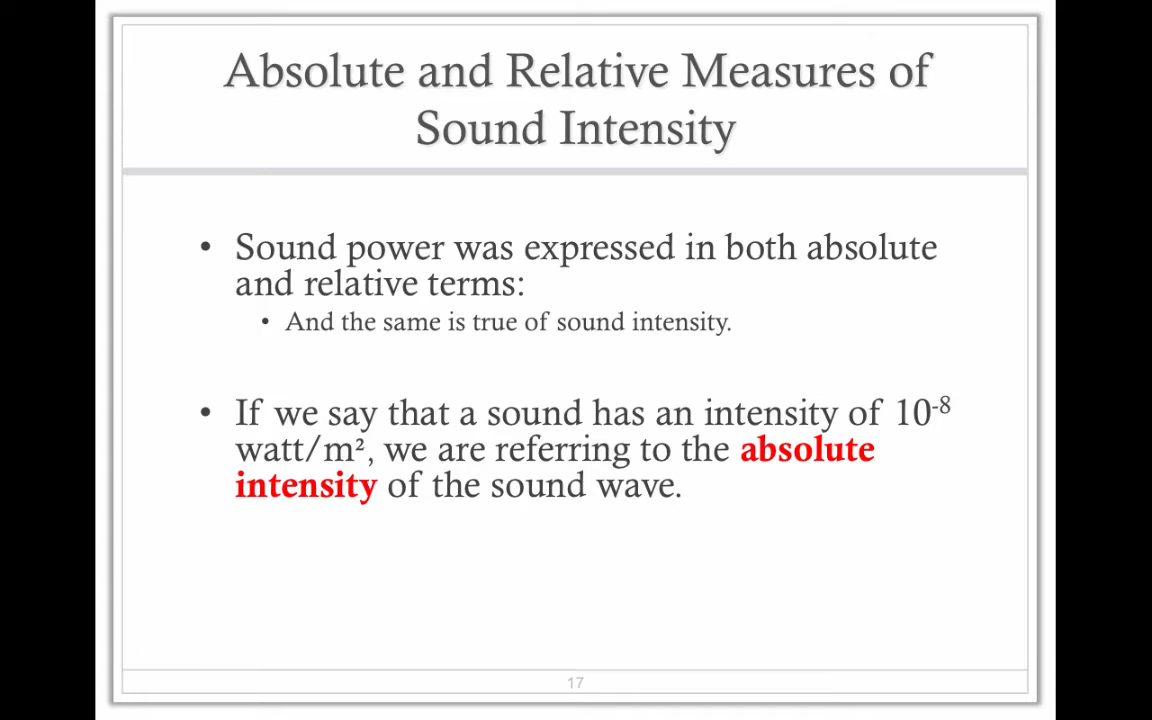 Absolute and Relative Measures of
Sound Intensity
• Sound power was expressed in both absolute
and relative terms:
• And the same is true of sound intensity.
• If we say that a sound has an intensity of 10⁻⁸
watt/m², we are referring to the absolute
intensity of the sound wave.
17